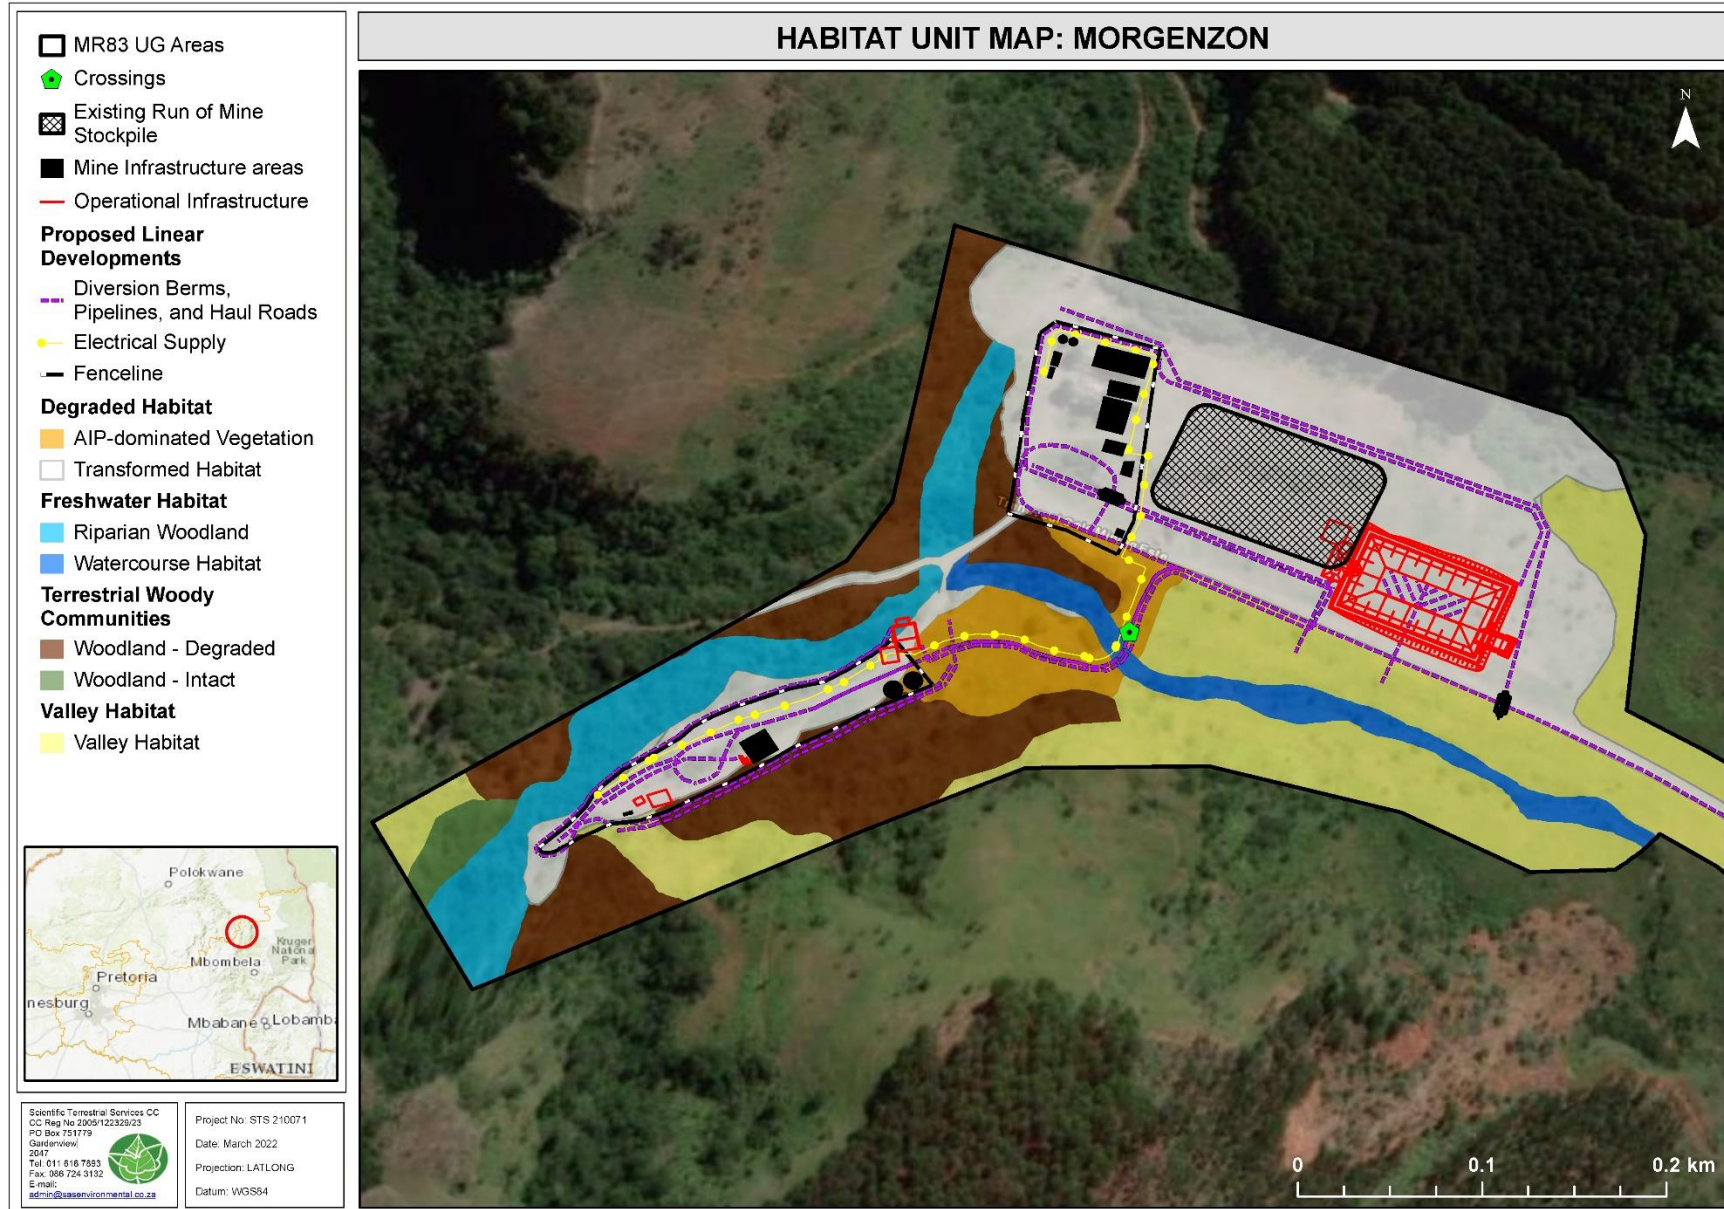 HABITAT UNIT MAP: MORGENZON
MR83 UG Areas
Crossings
Existing Run of Mine
Stockpile
Mine Infrastructure areas
Operational Infrastructure
Proposed Linear
Developments
Diversion Berms,
Pipelines, and Haul Roads
Electrical Supply
Fenceline
Degraded Habitat
AIP-dominated Vegetation
Transformed Habitat
Freshwater Habitat
Riparian Woodland
Watercourse Habitat
Terrestrial Woody
Communities
Woodland - Degraded
Woodland - Intact
Valley Habitat
Valley Habitat
N
Polokwane
Kruger
National
Park
Mbombela
Pretoria
nesburg
Mbabane
Lobamba
ESWATINI
Scientific Terrestrial Services CC
CC Reg No 2005/122329/23
PO Box 751779
Gardenview
2047
Tel: 011 616 7893
Fax: 086 724 3132
E-mail:
admin@sasenvironmental.co.za
Project No: STS 210071
Date: March 2022
Projection: LATLONG
Datum: WGS84
0 0.1 0.2 km